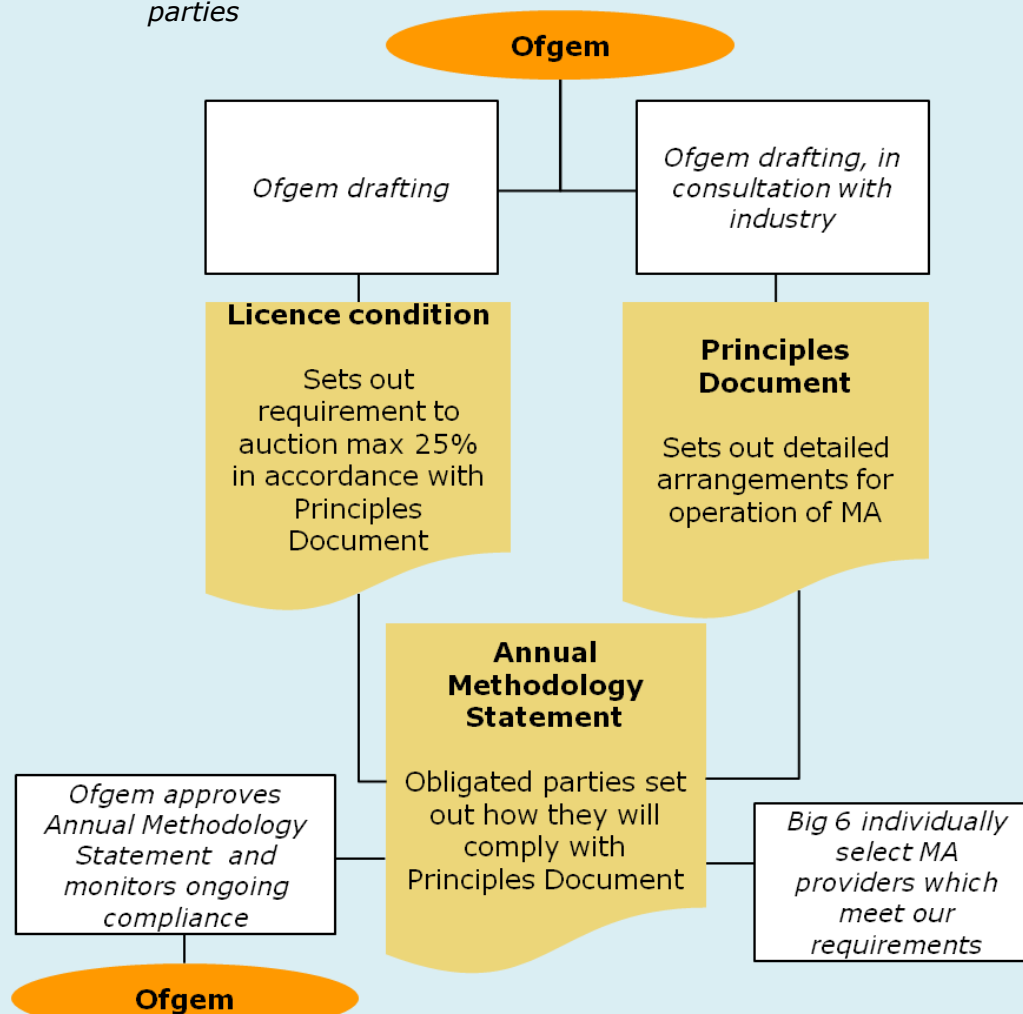 parties
Ofgem
Ofgem drafting
Ofgem drafting, in
consultation with
industry
Licence condition
Sets out
requirement to
auction max 25%
in accordance with
Principles
Document
Principles
Document
Sets out detailed
arrangements for
operation of MA
Annual
Methodology
Statement
Obligated parties set
out how they will
comply with
Principles Document
Ofgem approves
Annual Methodology
Statement and
monitors ongoing
compliance
Big 6 individually
select MA
providers which
meet our
requirements
Ofgem